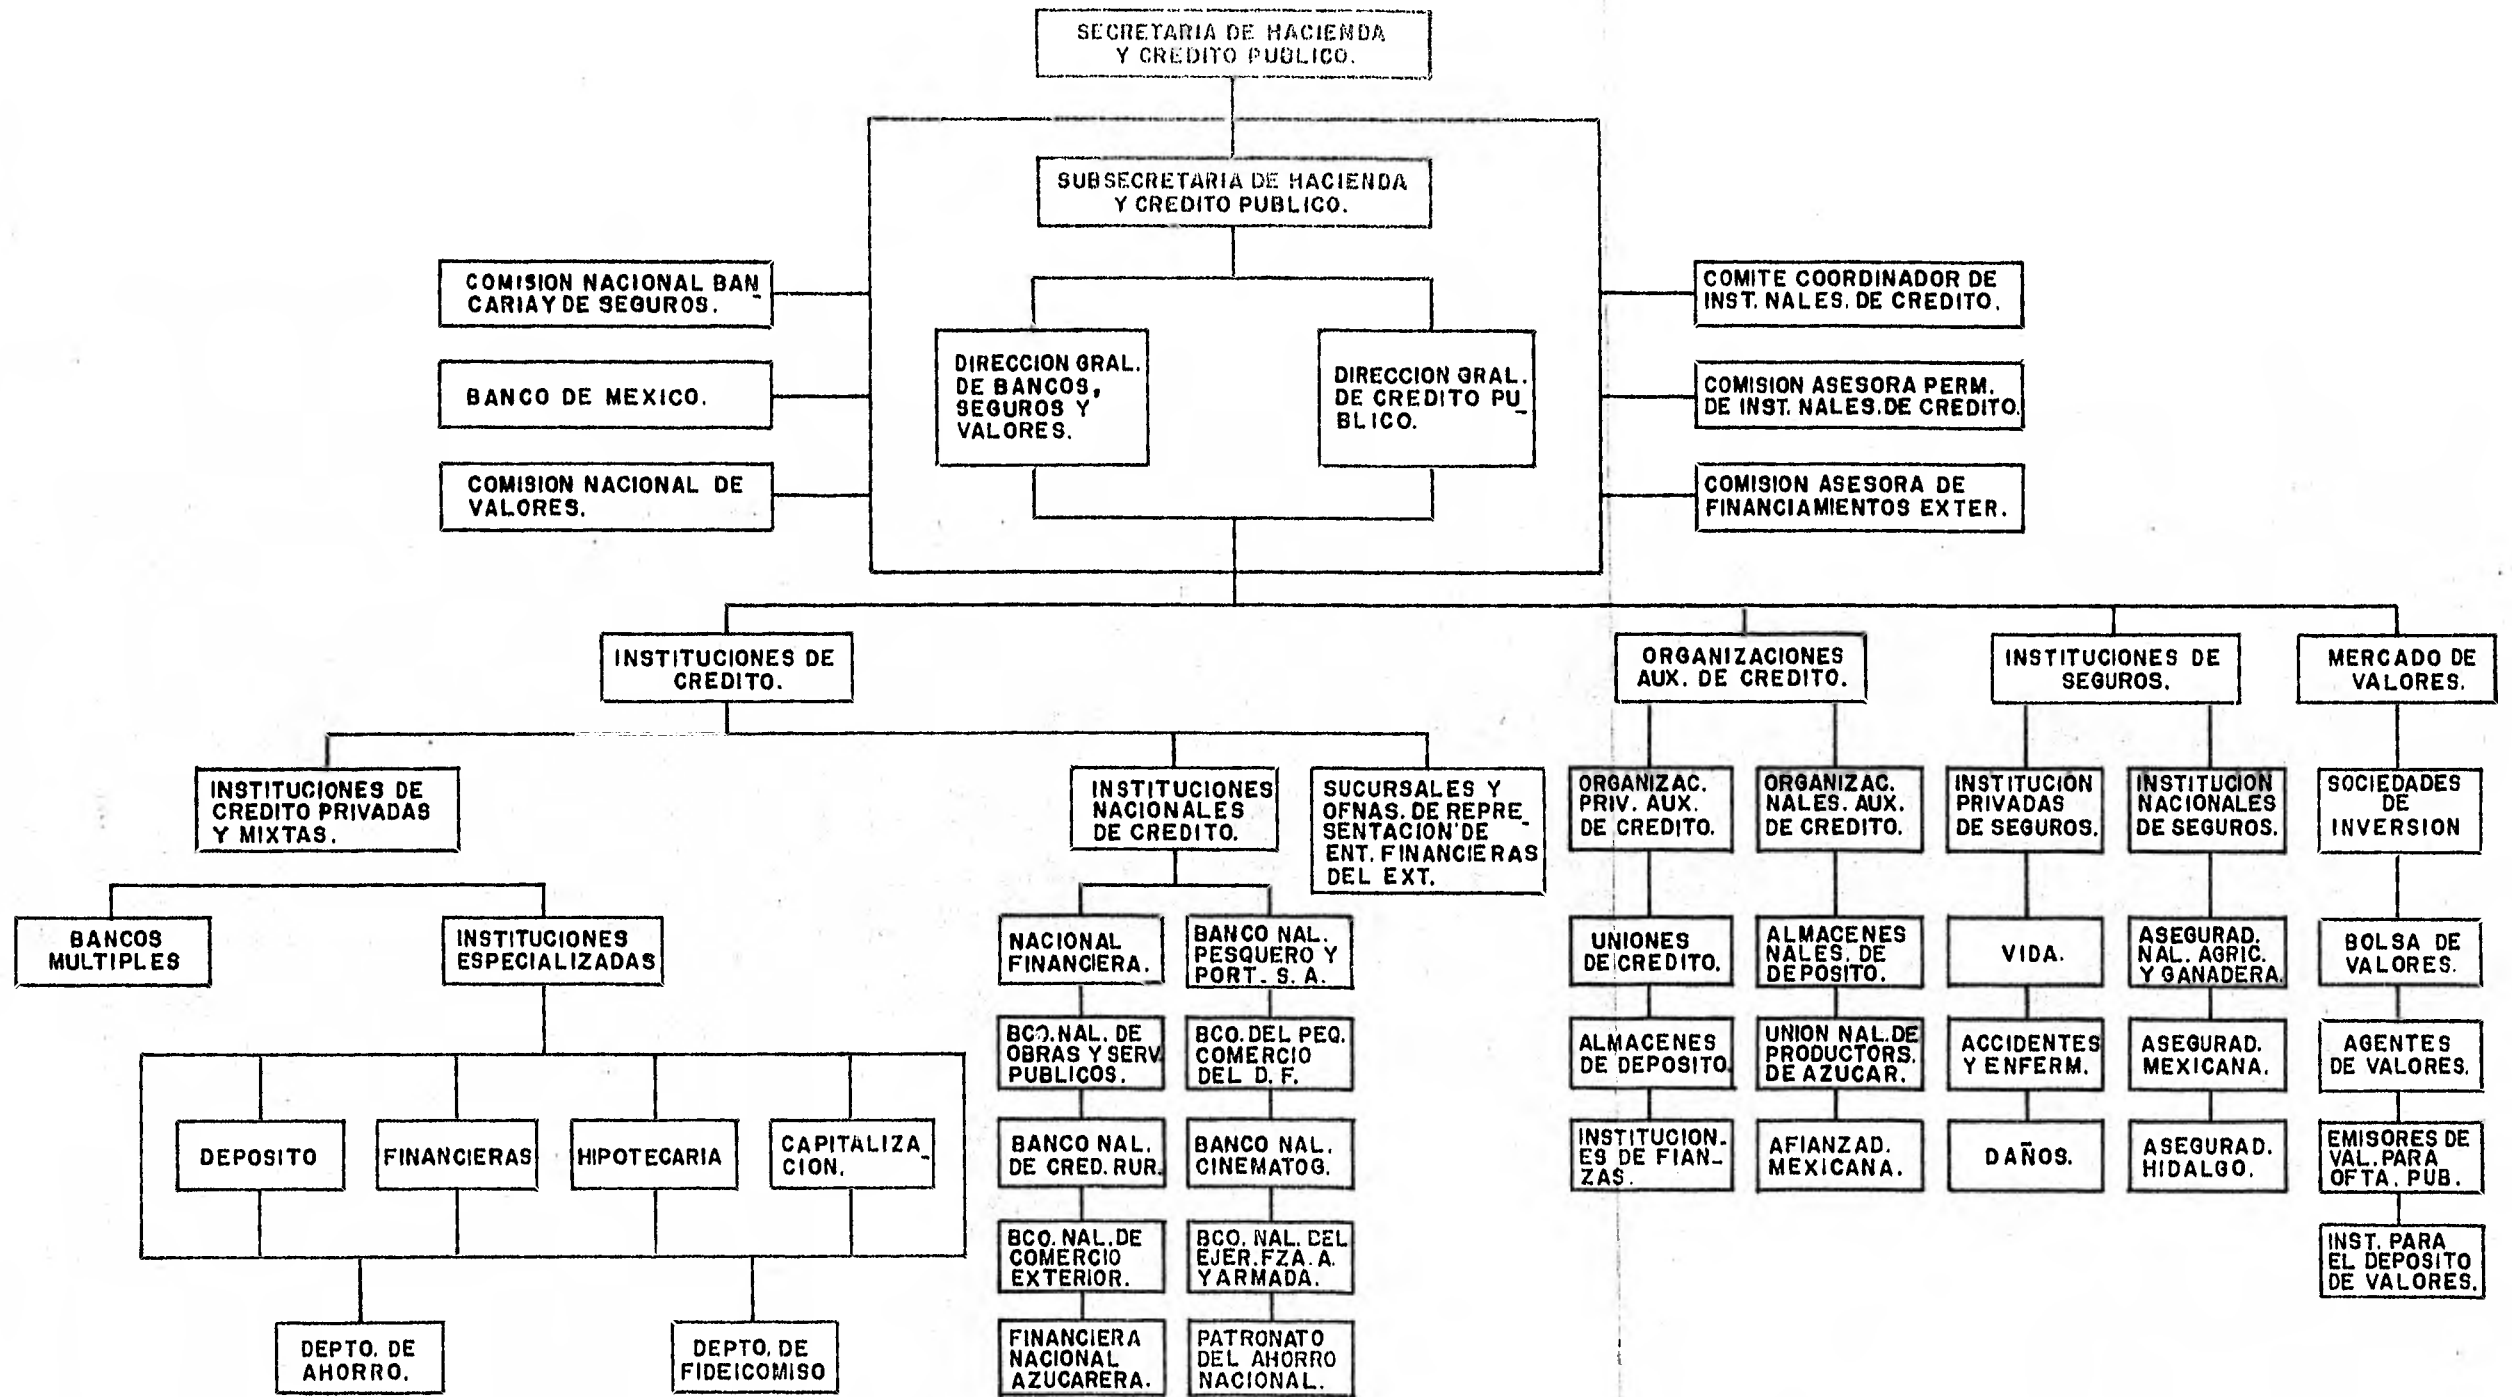 SECRETARIA DE HACIENDA
Y CREDITO PUBLICO.
SUBSECRETARIA DE HACIENDA
Y CREDITO PUBLICO.
COMISION NACIONAL BAN_
CARIA Y DE SEGUROS.
BANCO DE MEXICO.
COMISION NACIONAL DE
VALORES.
DIRECCION GRAL.
DE BANCOS,
SEGUROS Y
VALORES.
DIRECCION GRAL.
DE CREDITO PU_
BLICO.
COMITE COORDINADOR DE
INST. NALES. DE CREDITO.
COMISION ASESORA PERM.
DE INST. NALES. DE CREDITO.
COMISION ASESORA DE
FINANCIAMIENTOS EXTER.
INSTITUCIONES DE
CREDITO.
ORGANIZACIONES
AUX. DE CREDITO.
INSTITUCIONES DE
SEGUROS.
MERCADO DE
VALORES.
INSTITUCIONES DE
CREDITO PRIVADAS
Y MIXTAS.
INSTITUCIONES
NACIONALES
DE CREDITO.
SUCURSALES Y
OFNAS. DE REPRE_
SENTACION DE
ENT. FINANCIERAS
DEL EXT.
ORGANIZAC.
PRIV. AUX.
DE CREDITO.
ORGANIZAC.
NALES. AUX.
DE CREDITO.
INSTITUCION
PRIVADAS
DE SEGUROS.
INSTITUCION
NACIONALES
DE SEGUROS.
SOCIEDADES
DE
INVERSION
BANCOS
MULTIPLES
INSTITUCIONES
ESPECIALIZADAS
NACIONAL
FINANCIERA.
BANCO NAL.
PESQUERO Y
PORT. S. A.
UNIONES
DE CREDITO.
ALMACENES
NALES. DE
DEPOSITO.
VIDA.
ASEGURAD.
NAL. AGRIC.
Y GANADERA.
BOLSA DE
VALORES.
BCO. NAL. DE
OBRAS Y SERV.
PUBLICOS.
BCO. DEL PEQ.
COMERCIO
DEL D. F.
ALMACENES
DE DEPOSITO.
UNION NAL. DE
PRODUCTORS.
DE AZUCAR.
ACCIDENTES
Y ENFERM.
ASEGURAD.
MEXICANA.
AGENTES
DE VALORES.
DEPOSITO
FINANCIERAS
HIPOTECARIA
CAPITALIZA_
CION.
BANCO NAL.
DE CRED. RUR.
BANCO NAL.
CINEMATOG.
INSTITUCION-
ES DE FIAN-
ZAS.
AFIANZAD.
MEXICANA.
DAÑOS.
ASEGURAD.
HIDALGO.
EMISORES DE
VAL. PARA
OFTA. PUB.
BCO. NAL. DE
COMERCIO
EXTERIOR.
BCO. NAL. DEL
EJER. FZA. A.
Y ARMADA.
INST. PARA
EL DEPOSITO
DE VALORES.
DEPTO. DE
AHORRO.
DEPTO. DE
FIDEICOMISO
FINANCIERA
NACIONAL
AZUCARERA.
PATRONATO
DEL AHORRO
NACIONAL.